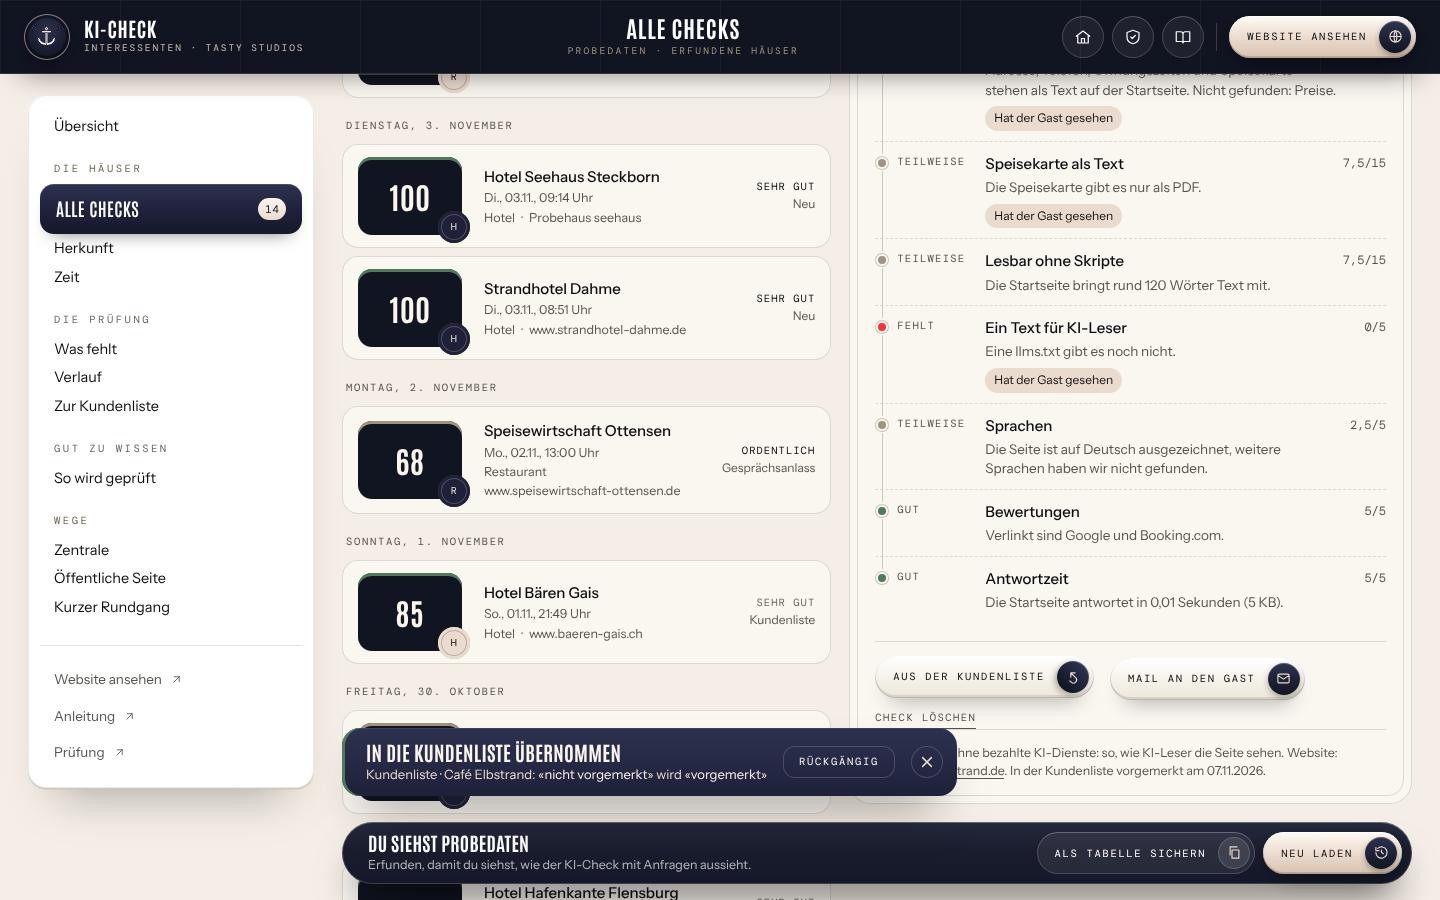 KI-CHECK
INTERESSENTEN · TASTY STUDIOS
ALLE CHECKS
PROBEDATEN · ERFUNDENE HÄUSER
WEBSITE ANSEHEN
Übersicht
DIE HÄUSER
ALLE CHECKS
14
Herkunft
Zeit
DIE PRÜFUNG
Was fehlt
Verlauf
Zur Kundenliste
GUT ZU WISSEN
So wird geprüft
WEGE
Zentrale
Öffentliche Seite
Kurzer Rundgang
Website ansehen
Anleitung
Prüfung
R
DIENSTAG, 3. NOVEMBER
100
H
Hotel Seehaus Steckborn
Di., 03.11., 09:14 Uhr
Hotel · Probehaus seehaus
SEHR GUT
Neu
100
H
Strandhotel Dahme
Di., 03.11., 08:51 Uhr
Hotel · www.strandhotel-dahme.de
SEHR GUT
Neu
MONTAG, 2. NOVEMBER
68
R
Speisewirtschaft Ottensen
Mo., 02.11., 13:00 Uhr
Restaurant
www.speisewirtschaft-ottensen.de
ORDENTLICH
Gesprächsanlass
SONNTAG, 1. NOVEMBER
85
H
Hotel Bären Gais
So., 01.11., 21:49 Uhr
Hotel · www.baeren-gais.ch
SEHR GUT
Kundenliste
FREITAG, 30. OKTOBER
stehen als Text auf der Startseite. Nicht gefunden: Preise.
Hat der Gast gesehen
TEILWEISE
Speisekarte als Text
7,5/15
Die Speisekarte gibt es nur als PDF.
Hat der Gast gesehen
TEILWEISE
Lesbar ohne Skripte
7,5/15
Die Startseite bringt rund 120 Wörter Text mit.
FEHLT
Ein Text für KI-Leser
0/5
Eine llms.txt gibt es noch nicht.
Hat der Gast gesehen
TEILWEISE
Sprachen
2,5/5
Die Seite ist auf Deutsch ausgezeichnet, weitere
Sprachen haben wir nicht gefunden.
GUT
Bewertungen
5/5
Verlinkt sind Google und Booking.com.
GUT
Antwortzeit
5/5
Die Startseite antwortet in 0,01 Sekunden (5 KB).
AUS DER KUNDENLISTE
MAIL AN DEN GAST
CHECK LÖSCHEN
hne bezahlte KI-Dienste: so, wie KI-Leser die Seite sehen. Website:
trand.de. In der Kundenliste vorgemerkt am 07.11.2026.
IN DIE KUNDENLISTE ÜBERNOMMEN
Kundenliste · Café Elbstrand: «nicht vorgemerkt» wird «vorgemerkt»
RÜCKGÄNGIG
DU SIEHST PROBEDATEN
Erfunden, damit du siehst, wie der KI-Check mit Anfragen aussieht.
ALS TABELLE SICHERN
NEU LADEN
Hotel Hafenkante Flensburg